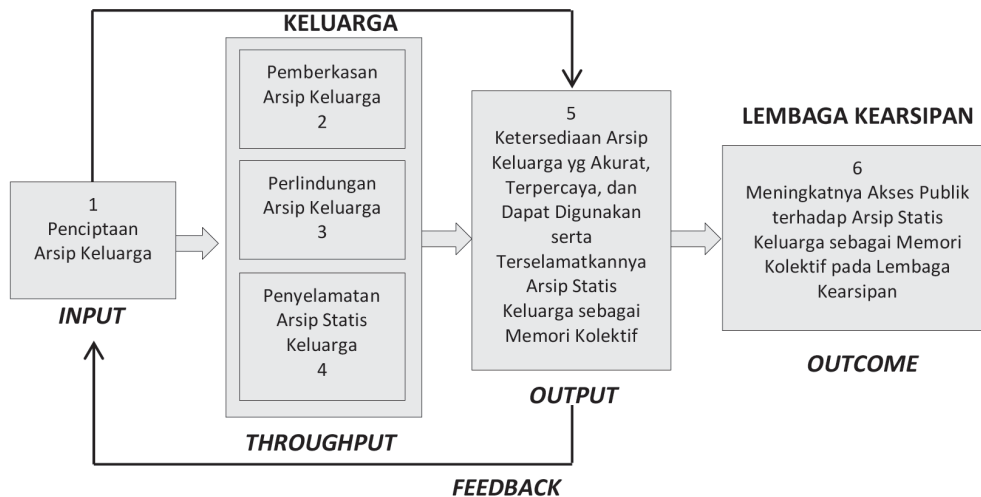 KELUARGA
1
Penciptaan
Arsip Keluarga
INPUT
Pemberkasan
Arsip Keluarga
2
Perlindungan
Arsip Keluarga
3
Penyelamatan
Arsip Statis
Keluarga
4
THROUGHPUT
5
Ketersediaan Arsip
Keluarga yg Akurat,
Terpercaya, dan
Dapat Digunakan
serta
Terselamatkannya
Arsip Statis
Keluarga sebagai
Memori Kolektif
OUTPUT
LEMBAGA KEARSIPAN
6
Meningkatnya Akses Publik
terhadap Arsip Statis
Keluarga sebagai Memori
Kolektif pada Lembaga
Kearsipan
OUTCOME
FEEDBACK